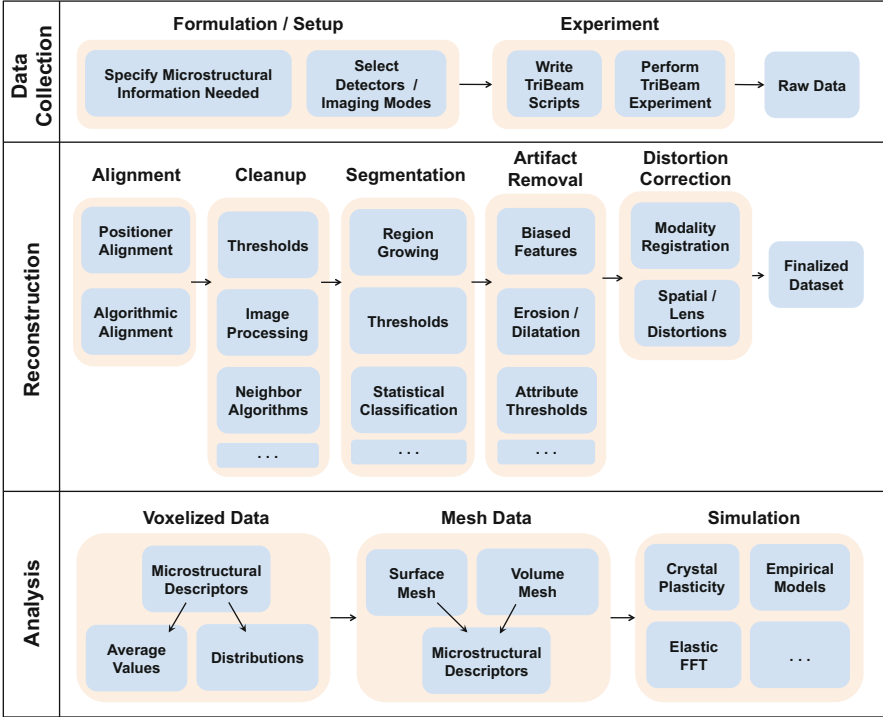 Data
Collection
Formulation / Setup
Specify Microstructural
Information Needed
Select
Detectors /
Imaging Modes
Experiment
Write
TriBeam
Scripts
Perform
TriBeam
Experiment
Raw Data
Reconstruction
Alignment
Positioner
Alignment
Algorithmic
Alignment
Cleanup
Thresholds
Image
Processing
Neighbor
Algorithms
. . .
Segmentation
Region
Growing
Thresholds
Statistical
Classification
. . .
Artifact
Removal
Biased
Features
Erosion /
Dilatation
Attribute
Thresholds
. . .
Distortion
Correction
Modality
Registration
Spatial /
Lens
Distortions
Finalized
Dataset
Analysis
Voxelized Data
Microstructural
Descriptors
Average
Values
Distributions
Mesh Data
Surface
Mesh
Volume
Mesh
Microstructural
Descriptors
Simulation
Crystal
Plasticity
Empirical
Models
Elastic
FFT
. . .